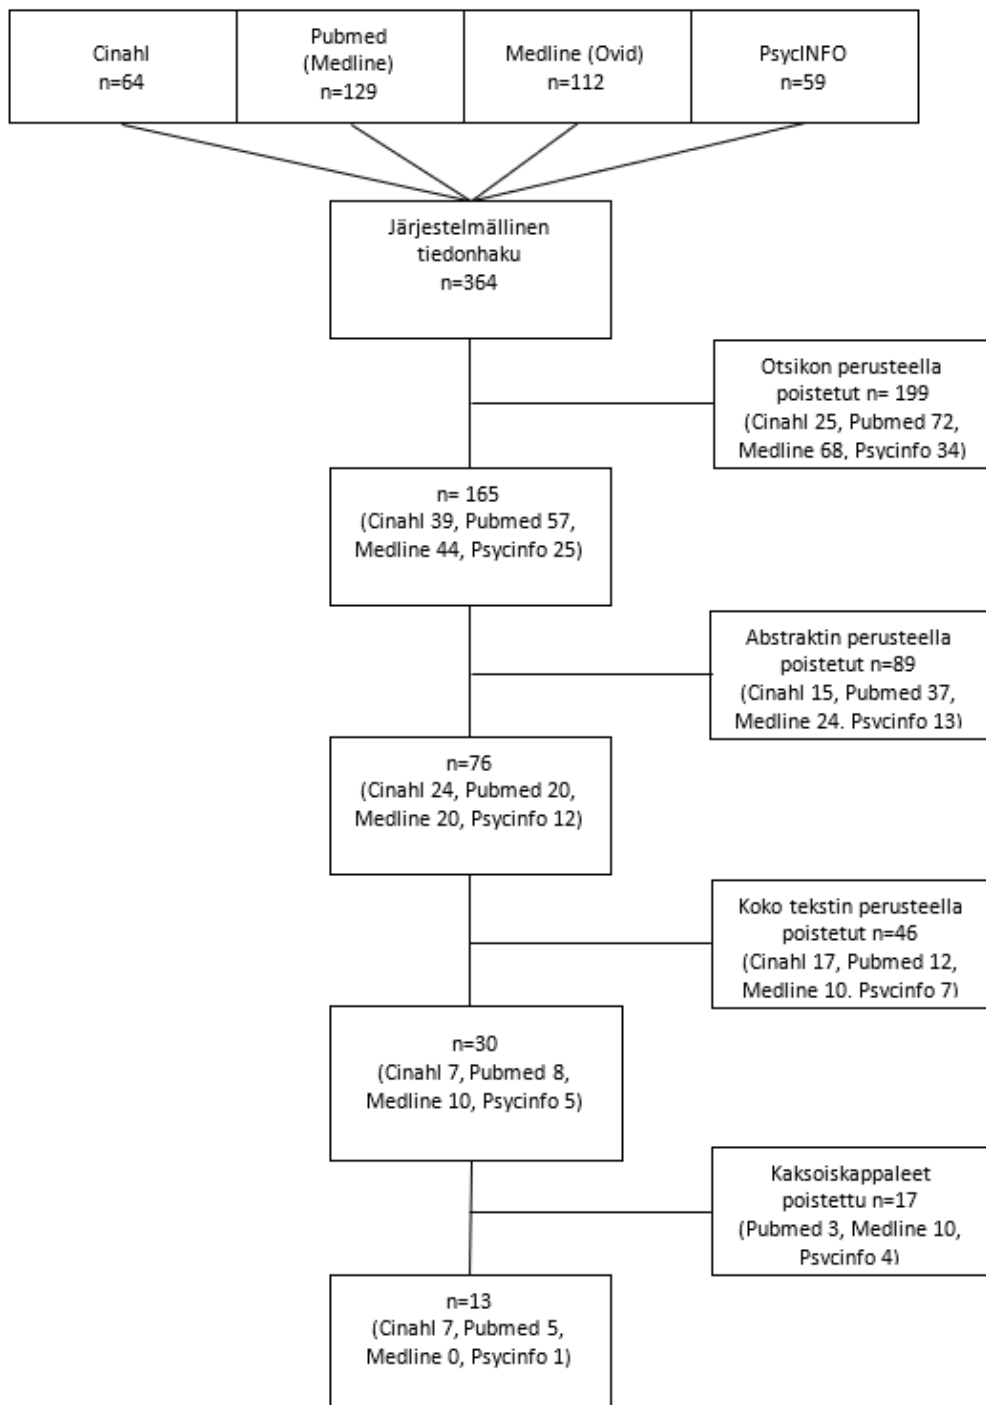 Cinahl
n=64
Pubmed
(Medline)
n=129
Medline (Ovid)
n=112
PsycINFO
n=59
Järjestelmällinen
tiedonhaku
n=364
Otsikon perusteella
poistetut n= 199
(Cinahl 25, Pubmed 72,
Medline 68, Psycinfo 34)
n= 165
(Cinahl 39, Pubmed 57,
Medline 44, Psycinfo 25)
Abstraktin perusteella
poistetut n=89
(Cinahl 15, Pubmed 37,
Medline 24, Psycinfo 13)
n=76
(Cinahl 24, Pubmed 20,
Medline 20, Psycinfo 12)
Koko tekstin perusteella
poistetut n=46
(Cinahl 17, Pubmed 12,
Medline 10, Psycinfo 7)
n=30
(Cinahl 7, Pubmed 8,
Medline 10, Psycinfo 5)
Kaksoiskappaleet
poistettu n=17
(Pubmed 3, Medline 10,
Psycinfo 4)
n=13
(Cinahl 7, Pubmed 5,
Medline 0, Psycinfo 1)